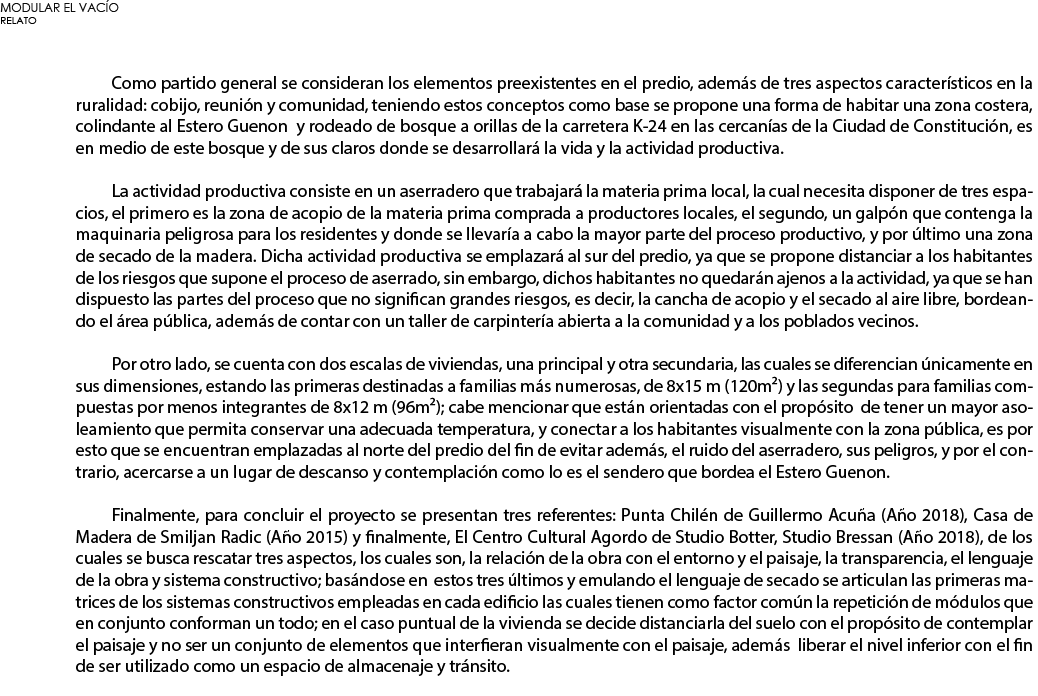 MODULAR EL VACÍO
RELATO
Como partido general se consideran los elementos preexistentes en el predio, además de tres aspectos característicos en la
ruralidad: cobijo, reunión y comunidad, teniendo estos conceptos como base se propone una forma de habitar una zona costera,
colindante al Estero Guenon  y rodeado de bosque a orillas de la carretera K-24 en las cercanías de la Ciudad de Constitución, es
en medio de este bosque y de sus claros donde se desarrollará la vida y la actividad productiva.
La actividad productiva consiste en un aserradero que trabajará la materia prima local, la cual necesita disponer de tres espa-
cios, el primero es la zona de acopio de la materia prima comprada a productores locales, el segundo, un galpón que contenga la
maquinaria peligrosa para los residentes y donde se llevaría a cabo la mayor parte del proceso productivo, y por último una zona
de secado de la madera. Dicha actividad productiva se emplazará al sur del predio, ya que se propone distanciar a los habitantes
de los riesgos que supone el proceso de aserrado, sin embargo, dichos habitantes no quedarán ajenos a la actividad, ya que se han
dispuesto las partes del proceso que no significan grandes riesgos, es decir, la cancha de acopio y el secado al aire libre, bordean-
do el área pública, además de contar con un taller de carpintería abierta a la comunidad y a los poblados vecinos.
Por otro lado, se cuenta con dos escalas de viviendas, una principal y otra secundaria, las cuales se diferencian únicamente en
sus dimensiones, estando las primeras destinadas a familias más numerosas, de 8x15 m (120m²) y las segundas para familias com-
puestas por menos integrantes de 8x12 m (96m²); cabe mencionar que están orientadas con el propósito  de tener un mayor aso-
leamiento que permita conservar una adecuada temperatura, y conectar a los habitantes visualmente con la zona pública, es por
esto que se encuentran emplazadas al norte del predio del fin de evitar además, el ruido del aserradero, sus peligros, y por el con-
trario, acercarse a un lugar de descanso y contemplación como lo es el sendero que bordea el Estero Guenon.
Finalmente, para concluir el proyecto se presentan tres referentes: Punta Chilén de Guillermo Acuña (Año 2018), Casa de
Madera de Smiljan Radic (Año 2015) y finalmente, El Centro Cultural Agordo de Studio Botter, Studio Bressan (Año 2018), de los
cuales se busca rescatar tres aspectos, los cuales son, la relación de la obra con el entorno y el paisaje, la transparencia, el lenguaje
de la obra y sistema constructivo; basándose en  estos tres últimos y emulando el lenguaje de secado se articulan las primeras ma-
trices de los sistemas constructivos empleadas en cada edificio las cuales tienen como factor común la repetición de módulos que
en conjunto conforman un todo; en el caso puntual de la vivienda se decide distanciarla del suelo con el propósito de contemplar
el paisaje y no ser un conjunto de elementos que interfieran visualmente con el paisaje, además  liberar el nivel inferior con el fin
de ser utilizado como un espacio de almacenaje y tránsito.